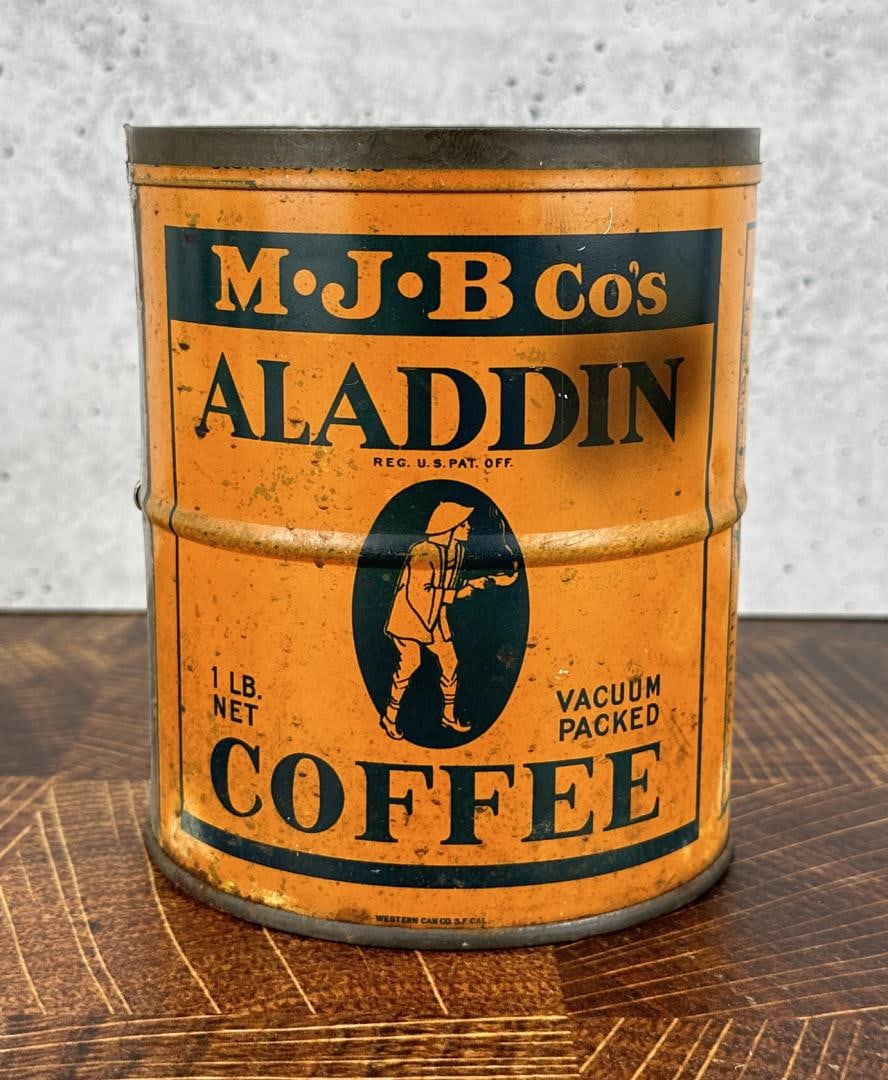 M·J·B Co's
ALADDIN
REG. U.S. PAT. OFF.
1 LB.
NET
VACUUM
PACKED
COFFEE
WESTERN CAN CO. S.F. CAL.